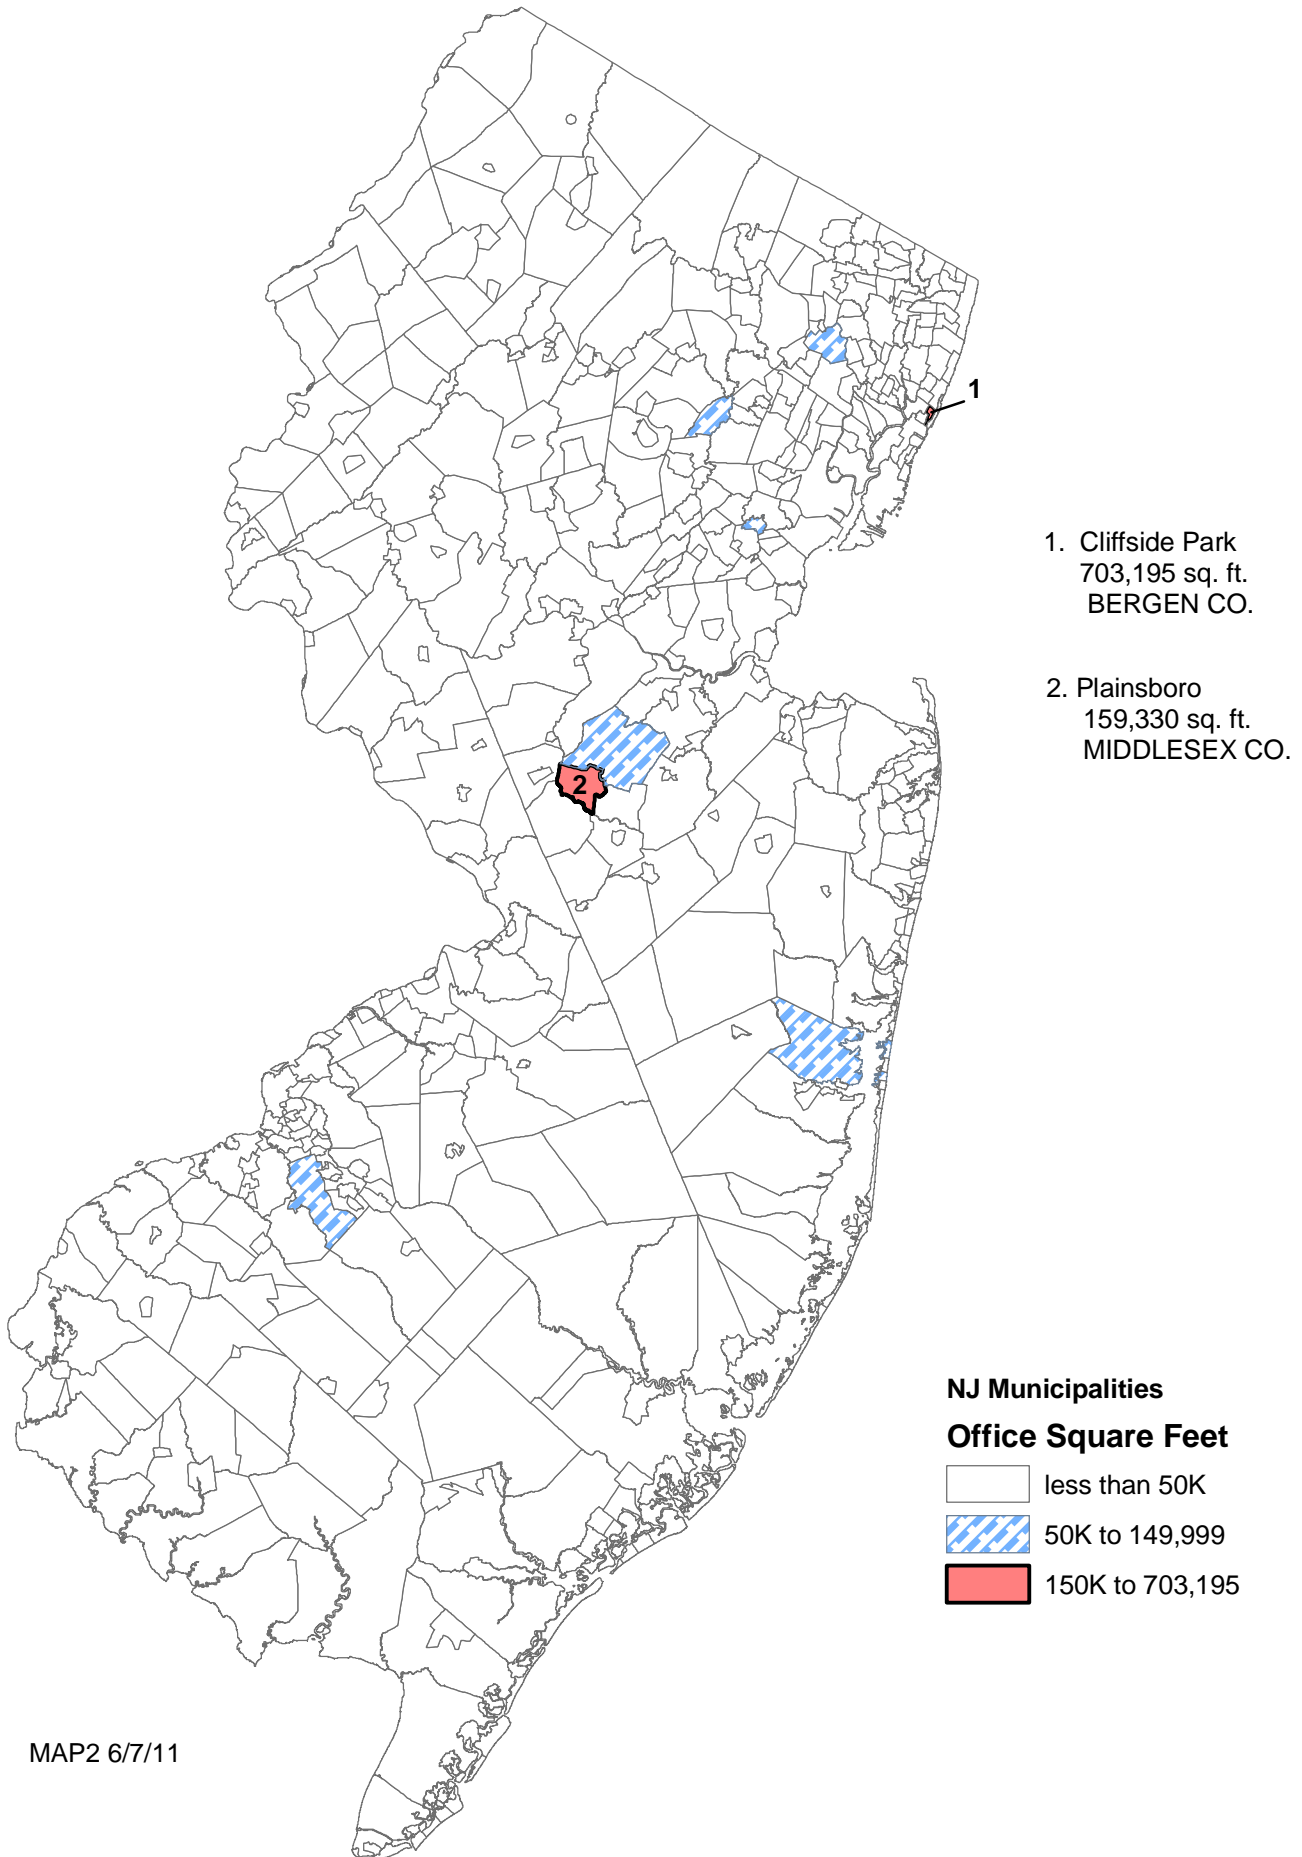 1
1. Cliffside Park
703,195 sq. ft.
BERGEN CO.
2. Plainsboro
159,330 sq. ft.
MIDDLESEX CO.
2
NJ Municipalities
Office Square Feet
less than 50K
50K to 149,999
150K to 703,195
MAP2 6/7/11